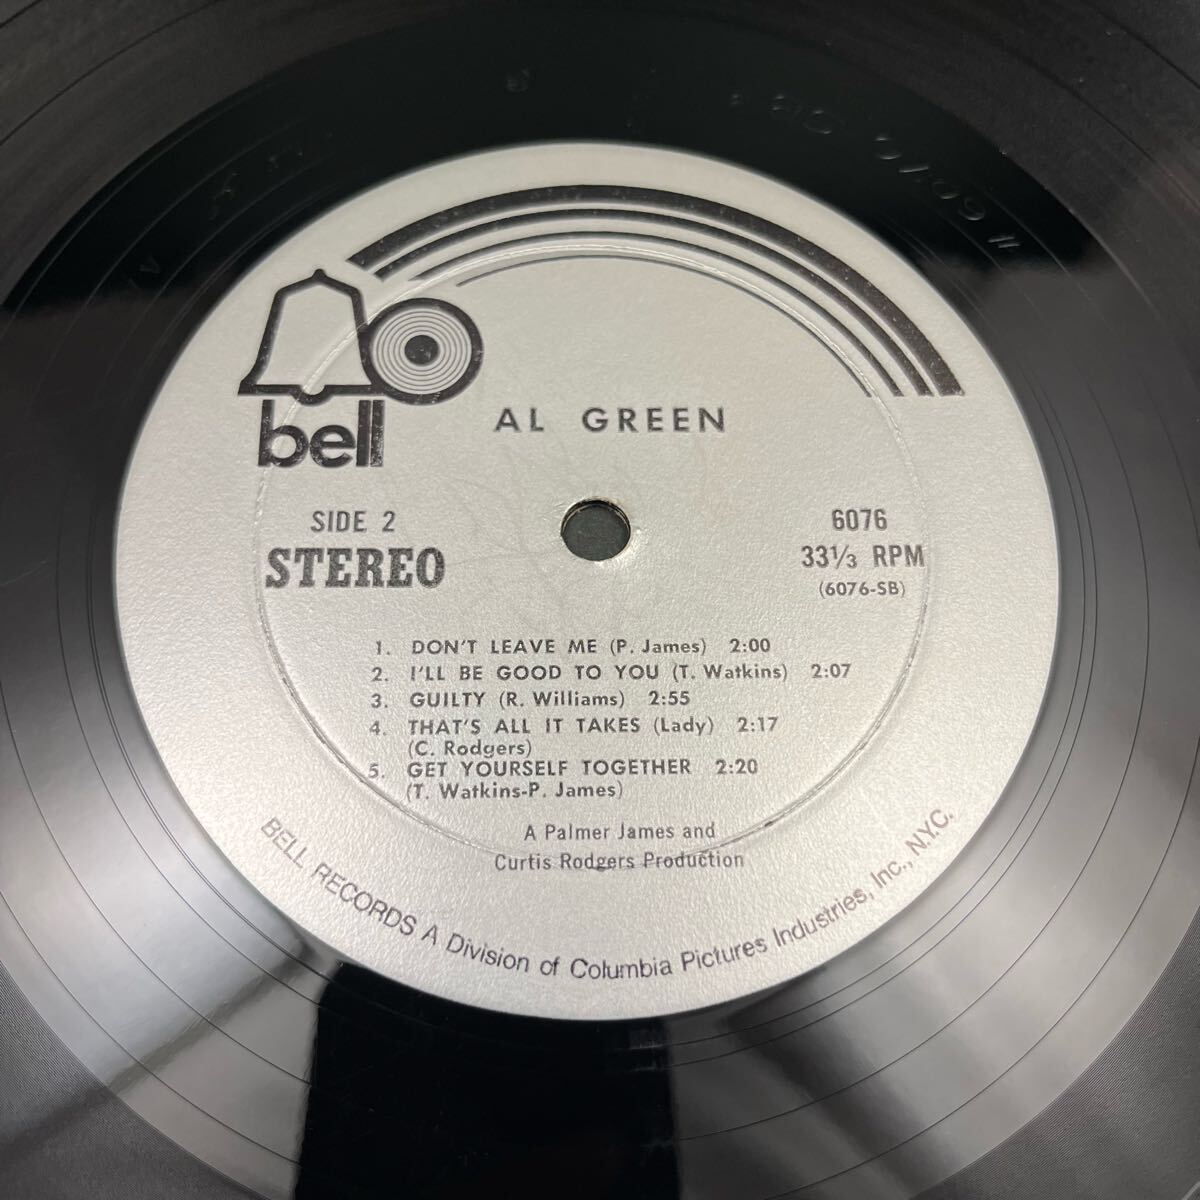 bell
AL GREEN
SIDE 2
STEREO
6076
33⅓ RPM
(6076-SB)
1. DON'T LEAVE ME (P. James) 2:00
2. I'LL BE GOOD TO YOU (T. Watkins) 2:07
3. GUILTY (R. Williams) 2:55
4. THAT'S ALL IT TAKES (Lady) 2:17
(C. Rodgers)
5. GET YOURSELF TOGETHER 2:20
(T. Watkins-P. James)
A Palmer James and
Curtis Rodgers Production
BELL RECORDS A Division of Columbia Pictures Industries, Inc., N.Y.C.